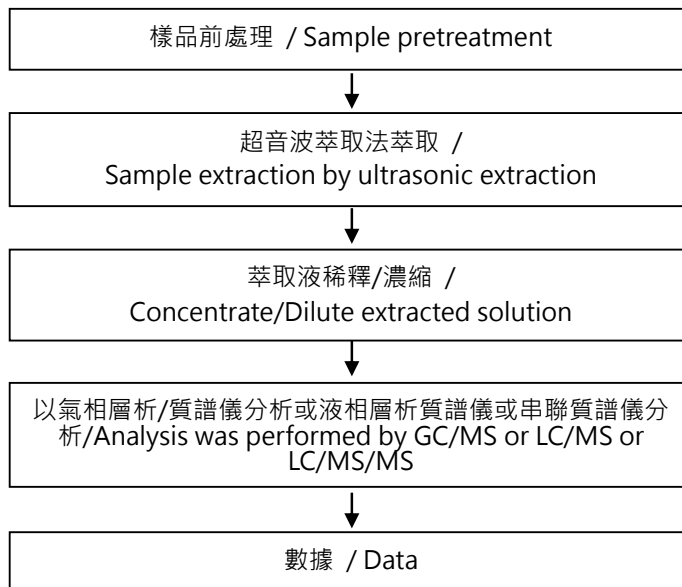 樣品前處理 / Sample pretreatment
超音波萃取法萃取 /
Sample extraction by ultrasonic extraction
萃取液稀釋/濃縮 /
Concentrate/Dilute extracted solution
以氣相層析/質譜儀分析或液相層析質譜儀或串聯質譜儀分
析/Analysis was performed by GC/MS or LC/MS or
LC/MS/MS
數據 / Data